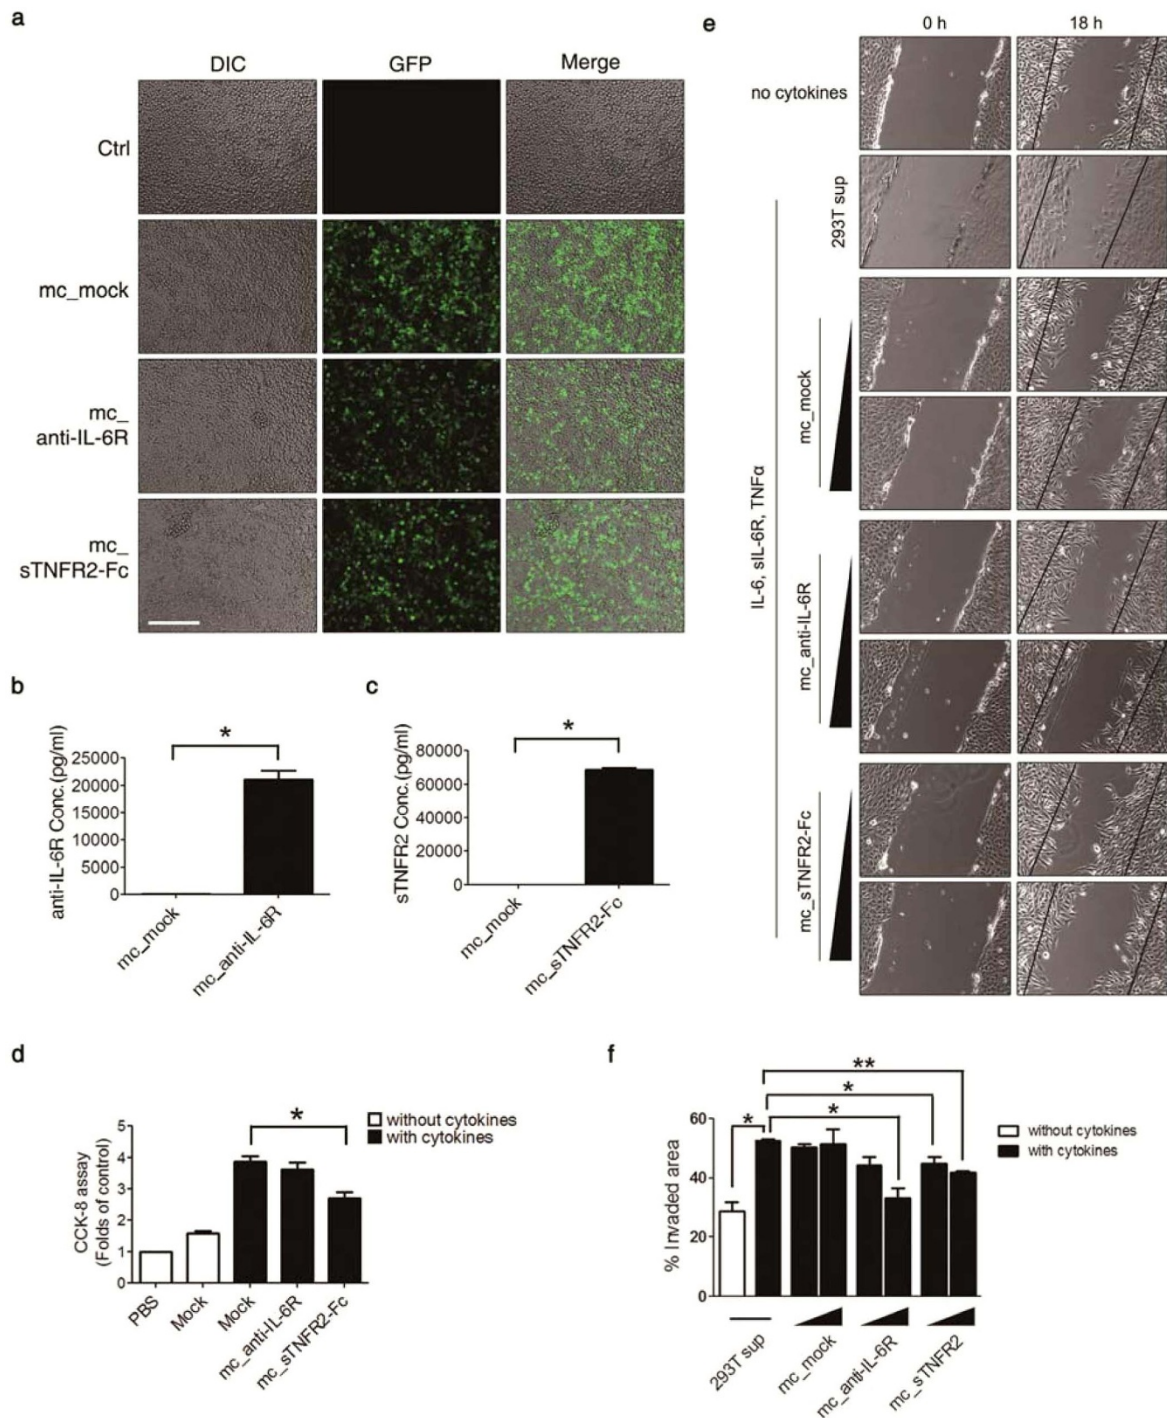 a
DIC GFP Merge
Ctrl
mc_mock
mc_
anti-IL-6R
mc_
sTNFR2-Fc
b
anti-IL-6R Conc.(pg/ml)
25000
20000
15000
10000
5000
0
*
mc_mock
mc_anti-IL-6R
c
sTNFR2 Conc.(pg/ml)
80000
60000
40000
20000
0
*
mc_mock
mc_sTNFR2-Fc
d
CCK-8 assay
(Folds of control)
5
4
3
2
1
0
*
without cytokines
with cytokines
PBS
Mock
Mock
mc_anti-IL-6R
mc_sTNFR2-Fc
e
0 h 18 h
no cytokines
293T sup
IL-6, sIL-6R, TNFα
mc_mock
mc_anti-IL-6R
mc_sTNFR2-Fc
f
% Invaded area
60
40
20
0
**
*
*
*
without cytokines
with cytokines
293T sup
mc_mock
mc_anti-IL-6R
mc_sTNFR2